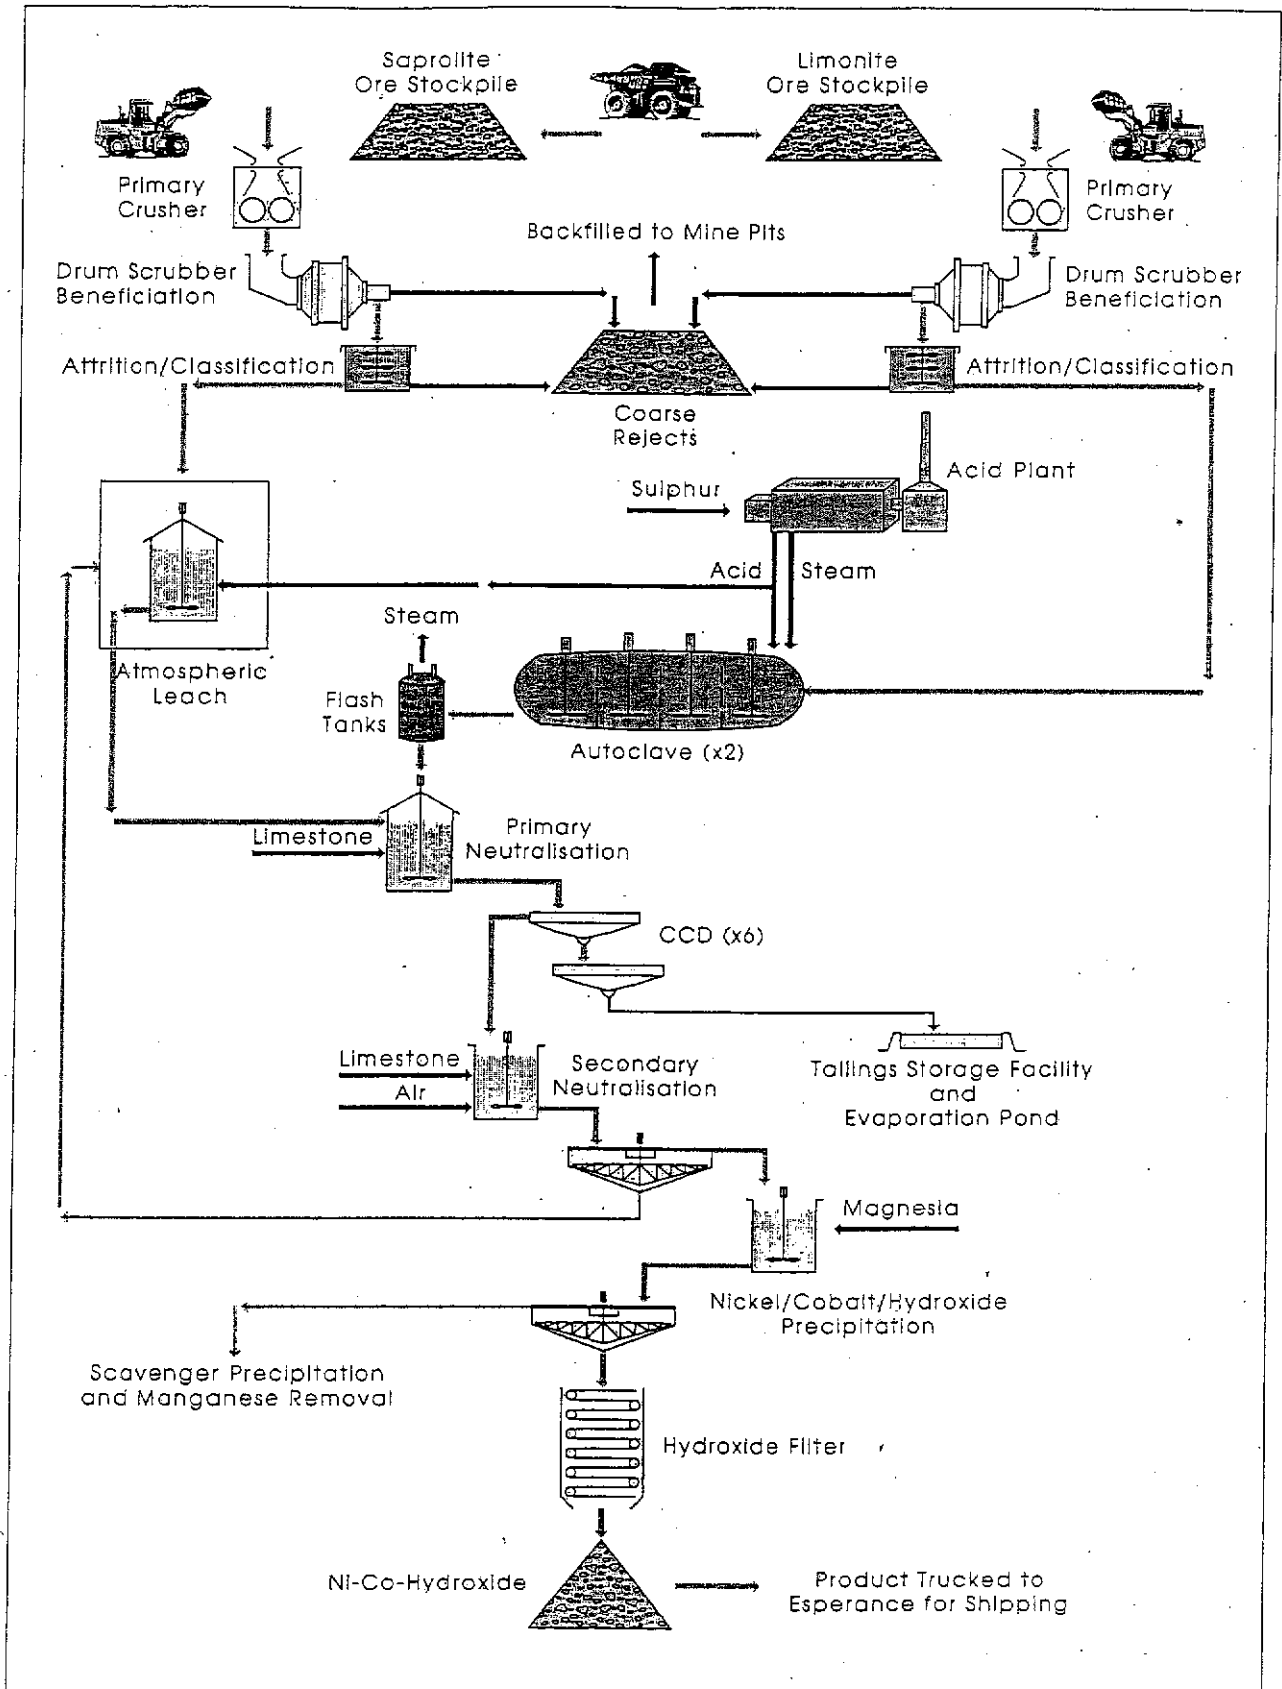 Saprolite
Ore Stockpile
Limonite
Ore Stockpile
Primary
Crusher
Primary
Crusher
Backfilled to Mine Pits
Drum Scrubber
Beneficiation
Drum Scrubber
Beneficiation
Attrition/Classification
Attrition/Classification
Coarse
Rejects
Acid Plant
Sulphur
Acid
Steam
Steam
Atmospheric
Leach
Flash
Tanks
Autoclave (x2)
Primary
Neutralisation
Limestone
CCD (x6)
Limestone
Air
Secondary
Neutralisation
Tailings Storage Facility
and
Evaporation Pond
Magnesia
Nickel/Cobalt/Hydroxide
Precipitation
Scavenger Precipitation
and Manganese Removal
Hydroxide Filter
Ni-Co-Hydroxide
Product Trucked to
Esperance for Shipping